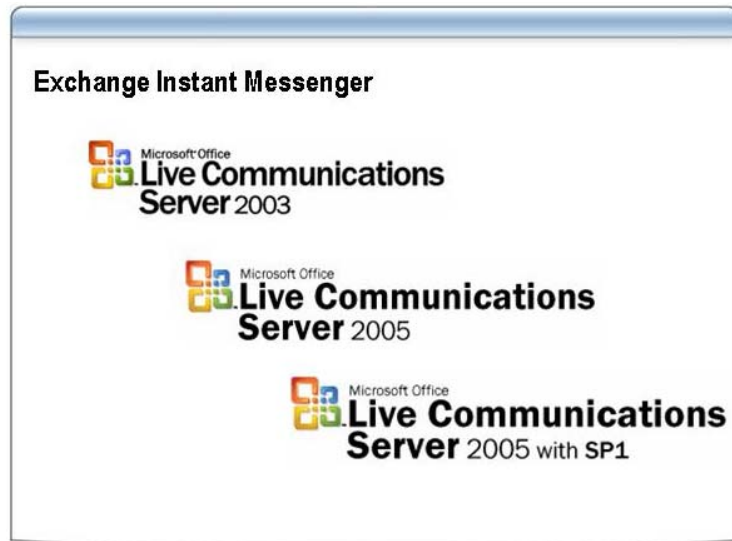 Exchange Instant Messenger
Microsoft Office
Live Communications
Server 2003
Microsoft Office
Live Communications
Server 2005
Microsoft Office
Live Communications
Server 2005 with SP1